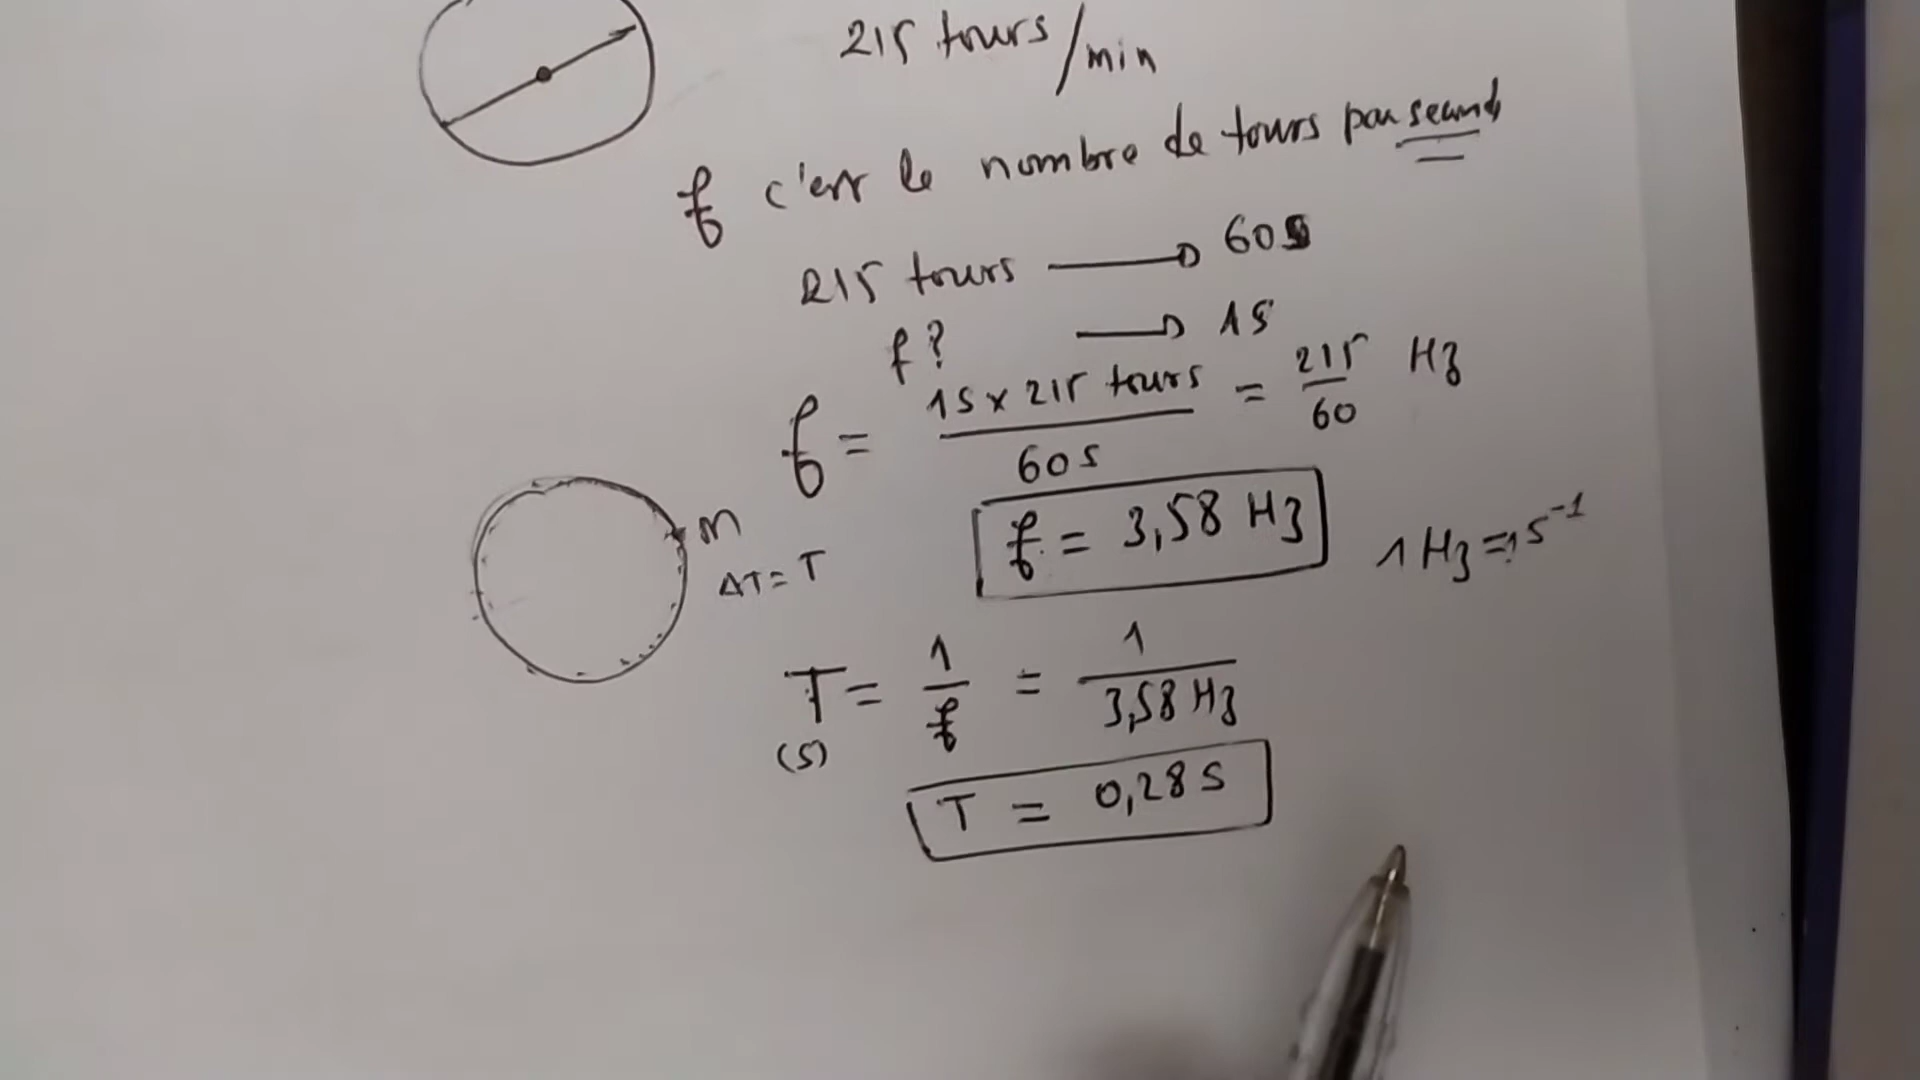 215 tours/min
f c'est le nombre de tours par seconde
215 tours → 60s
f? → 1s
f = 1s x 215 tours / 60s = 215/60 Hz
M
f = 3,58 Hz
1 Hz = 1 s⁻¹
ΔT = T
T = 1/f = 1/3,58 Hz
(s)
T = 0,28 s